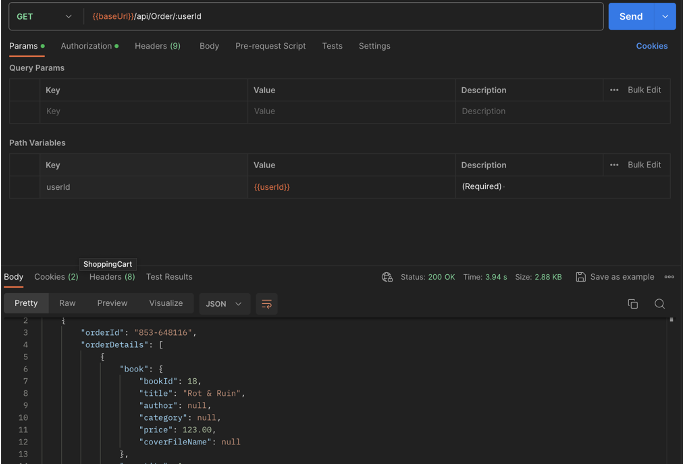 GET {{baseUrl}}/api/Order/:userId Send
Params Authorization Headers (9) Body Pre-request Script Tests Settings Cookies
Query Params
Key Value Description Bulk Edit
Key Value Description
Path Variables
Key Value Description Bulk Edit
userId {{userId}} (Required)
ShoppingCart
Body Cookies (2) Headers (8) Test Results Status: 200 OK Time: 3.94 s Size: 2.88 KB Save as example
Pretty Raw Preview Visualize JSON
2 {
3 "orderId": "853-648116",
4 "orderDetails": [
5 {
6 "book": {
7 "bookId": 18,
8 "title": "Rot & Ruin",
9 "author": null,
10 "category": null,
11 "price": 123.00,
12 "coverFileName": null
13 },